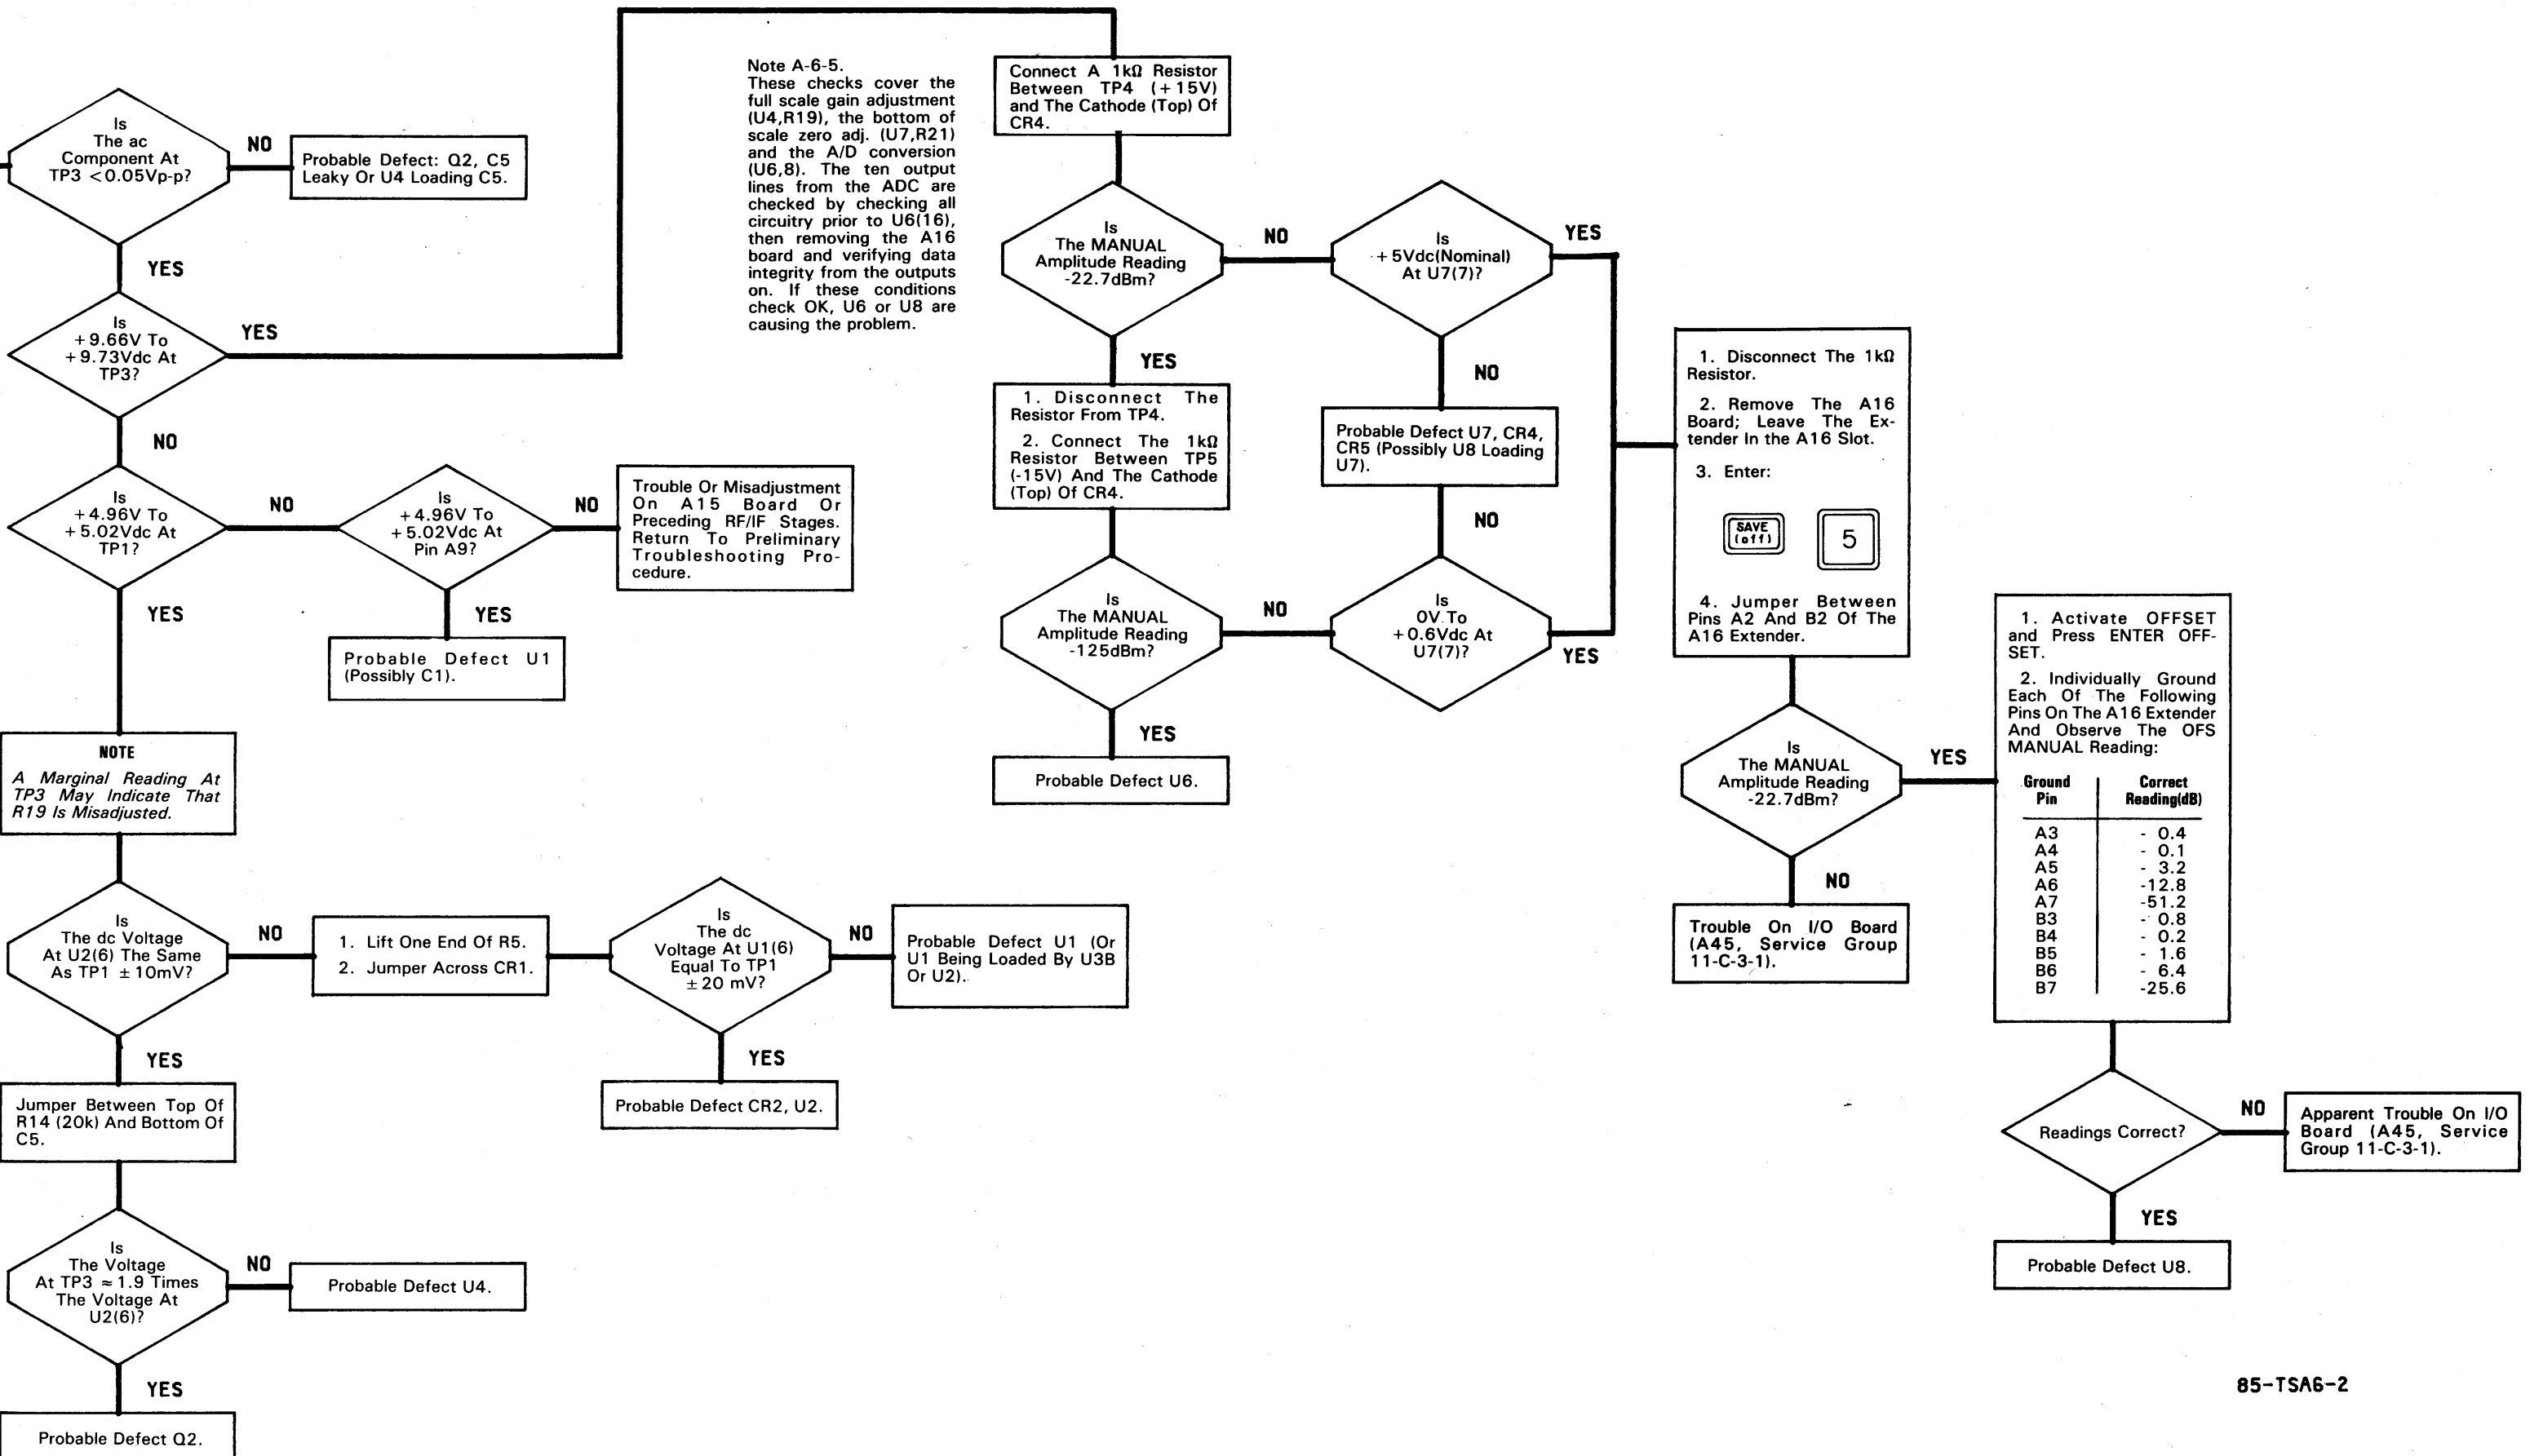 Is
The ac
Component At
TP3 <0.05Vp-p?
NO
Probable Defect: Q2, C5
Leaky Or U4 Loading C5.
YES
Is
+9.66V To
+9.73Vdc At
TP3?
YES
NO
Is
+4.96V To
+5.02Vdc At
TP1?
NO
Is
+4.96V To
+5.02Vdc At
Pin A9?
NO
Trouble Or Misadjustment
On A15 Board Or
Preceding RF/IF Stages.
Return To Preliminary
Troubleshooting Pro-
cedure.
YES
YES
Probable Defect U1
(Possibly C1).
NOTE
A Marginal Reading At
TP3 May Indicate That
R19 Is Misadjusted.
Is
The dc Voltage
At U2(6) The Same
As TP1 ±10mV?
NO
1. Lift One End Of R5.
2. Jumper Across CR1.
Is
The dc
Voltage At U1(6)
Equal To TP1
±20 mV?
NO
Probable Defect U1 (Or
U1 Being Loaded By U3B
Or U2).
YES
YES
Probable Defect CR2, U2.
Jumper Between Top Of
R14 (20k) And Bottom Of
C5.
Is
The Voltage
At TP3 ≈1.9 Times
The Voltage At
U2(6)?
NO
Probable Defect U4.
YES
Probable Defect Q2.
Note A-6-5.
These checks cover the
full scale gain adjustment
(U4,R19), the bottom of
scale zero adj. (U7,R21)
and the A/D conversion
(U6,8). The ten output
lines from the ADC are
checked by checking all
circuitry prior to U6(16),
then removing the A16
board and verifying data
integrity from the outputs
on. If these conditions
check OK, U6 or U8 are
causing the problem.
Connect A 1kΩ Resistor
Between TP4 (+15V)
and The Cathode (Top) Of
CR4.
Is
The MANUAL
Amplitude Reading
-22.7dBm?
NO
Is
+5Vdc(Nominal)
At U7(7)?
YES
YES
NO
1. Disconnect The
Resistor From TP4.
2. Connect The 1kΩ
Resistor Between TP5
(-15V) And The Cathode
(Top) Of CR4.
Probable Defect U7, CR4,
CR5 (Possibly U8 Loading
U7).
NO
Is
The MANUAL
Amplitude Reading
-125dBm?
NO
Is
0V To
+0.6Vdc At
U7(7)?
YES
YES
Probable Defect U6.
1. Disconnect The 1kΩ
Resistor.
2. Remove The A16
Board; Leave The Ex-
tender In the A16 Slot.
3. Enter:
SAVE
(off)
5
4. Jumper Between
Pins A2 And B2 Of The
A16 Extender.
Is
The MANUAL
Amplitude Reading
-22.7dBm?
YES
NO
Trouble On I/O Board
(A45, Service Group
11-C-3-1).
1. Activate OFFSET
and Press ENTER OFF-
SET.
2. Individually Ground
Each Of The Following
Pins On The A16 Extender
And Observe The OFS
MANUAL Reading:
Ground Correct
Pin Reading(dB)
A3 - 0.4
A4 - 0.1
A5 - 3.2
A6 -12.8
A7 -51.2
B3 - 0.8
B4 - 0.2
B5 - 1.6
B6 - 6.4
B7 -25.6
Readings Correct?
NO
Apparent Trouble On I/O
Board (A45, Service
Group 11-C-3-1).
YES
Probable Defect U8.
85-TSA6-2